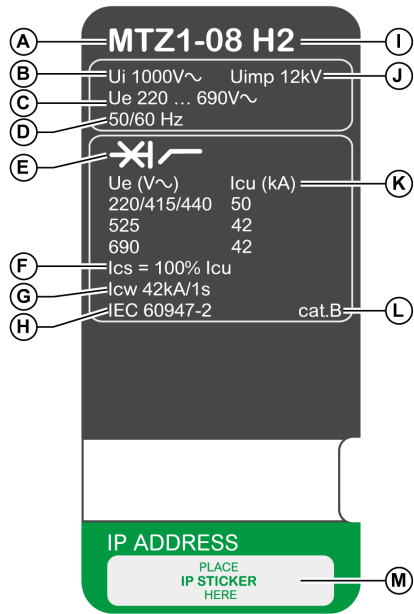 A MTZ1-08 H2 I
B Ui 1000V∿ Uimp 12kV J
C Ue 220 ... 690V∿
D 50/60 Hz
E
Ue (V∿) Icu (kA) K
220/415/440 50
525 42
690 42
F Ics = 100% Icu
G Icw 42kA/1s
H IEC 60947-2 cat.B L
IP ADDRESS
PLACE
IP STICKER M
HERE